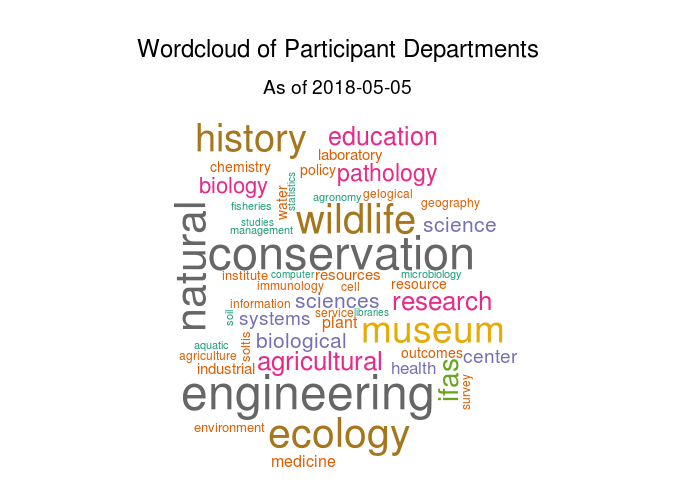 Wordcloud of Participant Departments
As of 2018-05-05
history
education
laboratory
chemistry
policy
pathology
biology
statistics
water
agronomy
gelological
fisheries
geography
natural
wildlife
studies
science
management
conservation
institute
computer
resources
microbiology
immunology
cell
resource
information
sciences
research
soil
systems
service
libraries
plant
museum
soltis
biological
aquatic
agriculture
outcomes
center
industrial
agricultural
health
ifas
survey
engineering
environment
ecology
medicine